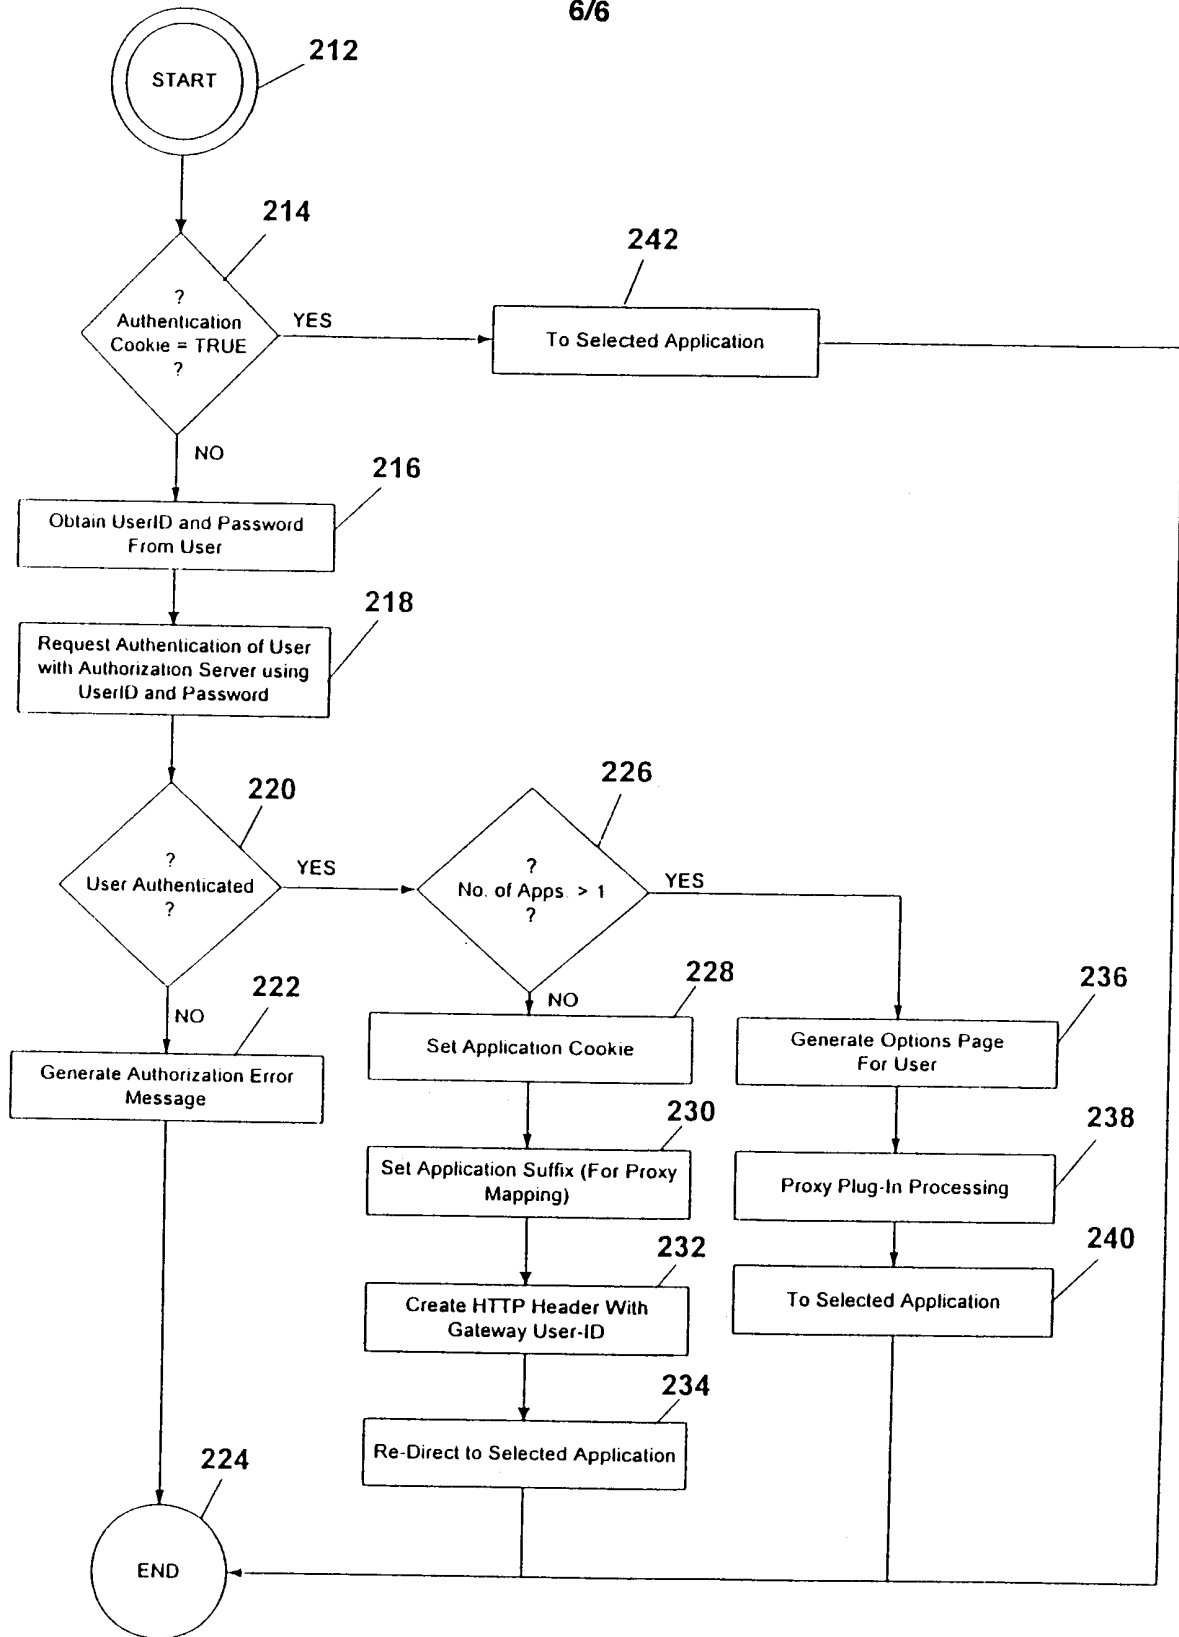 6/6
START
212
214
?
Authentication
Cookie = TRUE
?
YES
242
To Selected Application
NO
216
Obtain UserID and Password
From User
218
Request Authentication of User
with Authorization Server using
UserID and Password
220
?
User Authenticated
?
YES
226
?
No. of Apps. > 1
?
YES
NO
222
Generate Authorization Error
Message
NO
228
Set Application Cookie
236
Generate Options Page
For User
230
Set Application Suffix (For Proxy
Mapping)
238
Proxy Plug-In Processing
232
Create HTTP Header With
Gateway User-ID
240
To Selected Application
234
Re-Direct to Selected Application
224
END